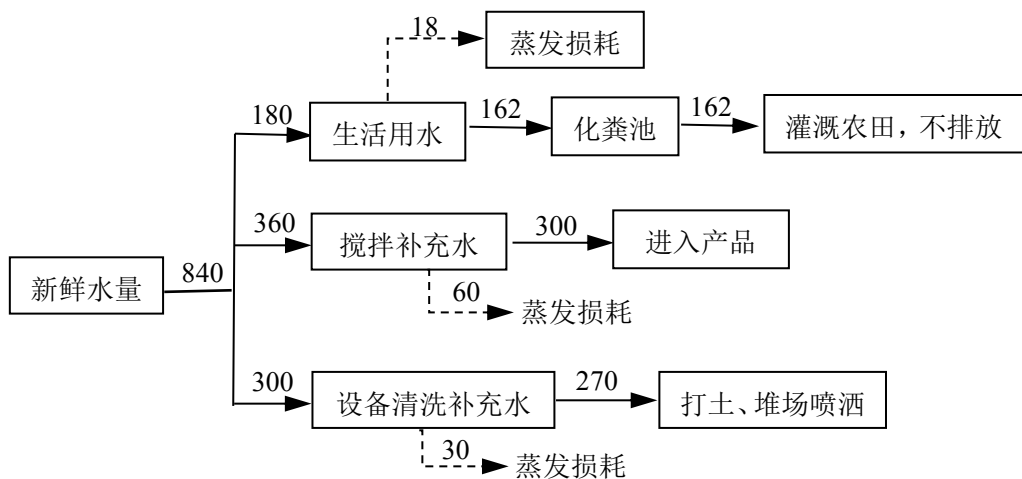 18
蒸发损耗
180
生活用水
162
化粪池
162
灌溉农田，不排放
360
搅拌补充水
300
进入产品
新鲜水量
840
60
蒸发损耗
300
设备清洗补充水
270
打土、堆场喷洒
30
蒸发损耗